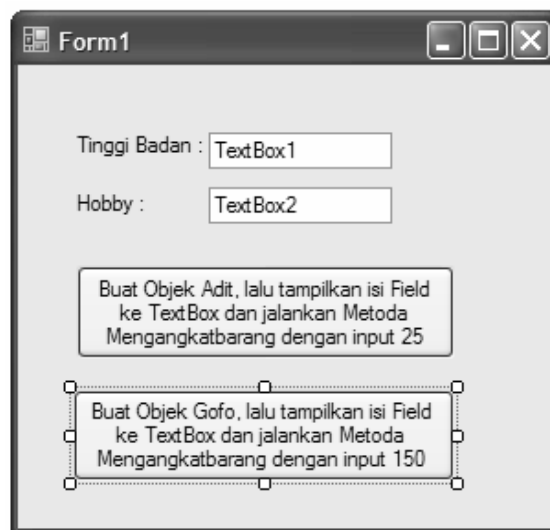 Form1
Tinggi Badan : TextBox1
Hobby : TextBox2
Buat Objek Adit, lalu tampilkan isi Field
ke TextBox dan jalankan Metoda
Mengangkatbarang dengan input 25
Buat Objek Gofo, lalu tampilkan isi Field
ke TextBox dan jalankan Metoda
Mengangkatbarang dengan input 150